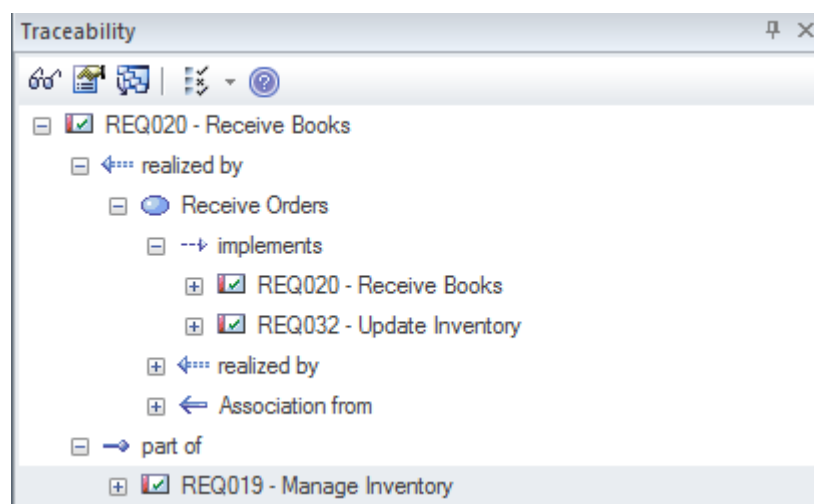 Traceability
REQ020 - Receive Books
realized by
Receive Orders
implements
REQ020 - Receive Books
REQ032 - Update Inventory
realized by
Association from
part of
REQ019 - Manage Inventory